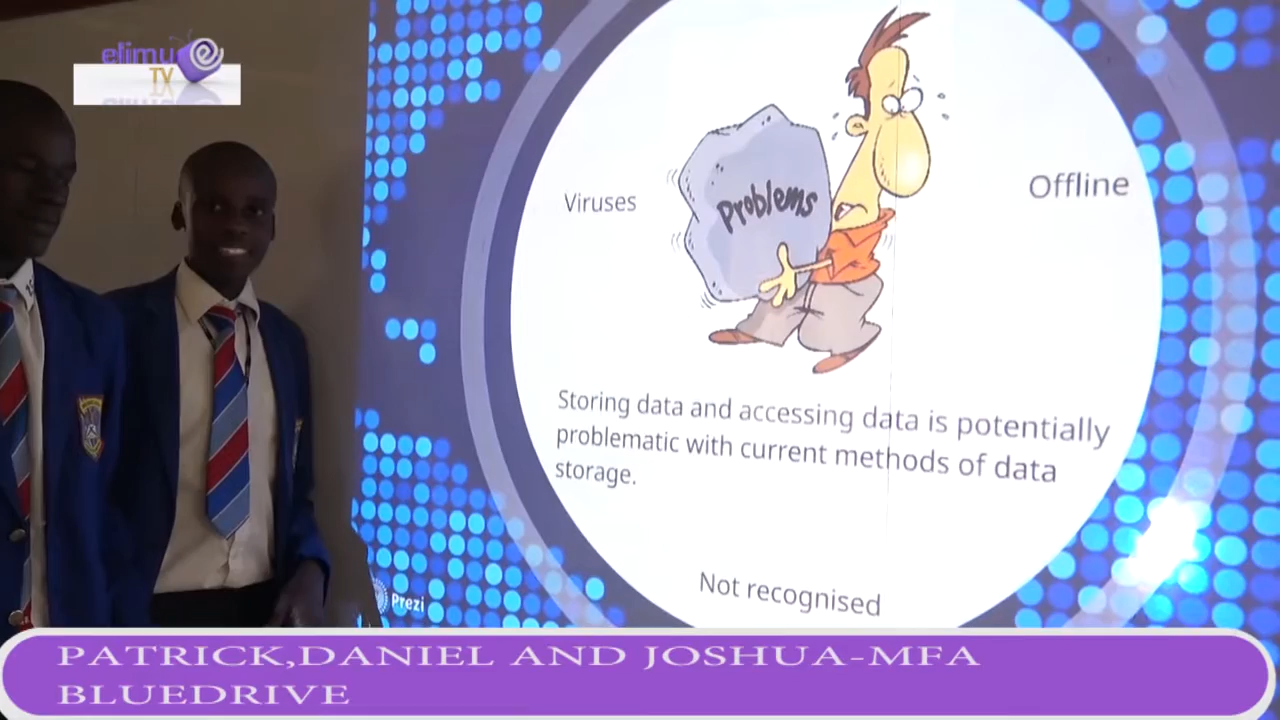 elimu
TV
Viruses
Problems
Offline
Storing data and accessing data is potentially
problematic with current methods of data
storage.
Not recognised
Prezi
PATRICK,DANIEL AND JOSHUA-MFA
BLUEDRIVE